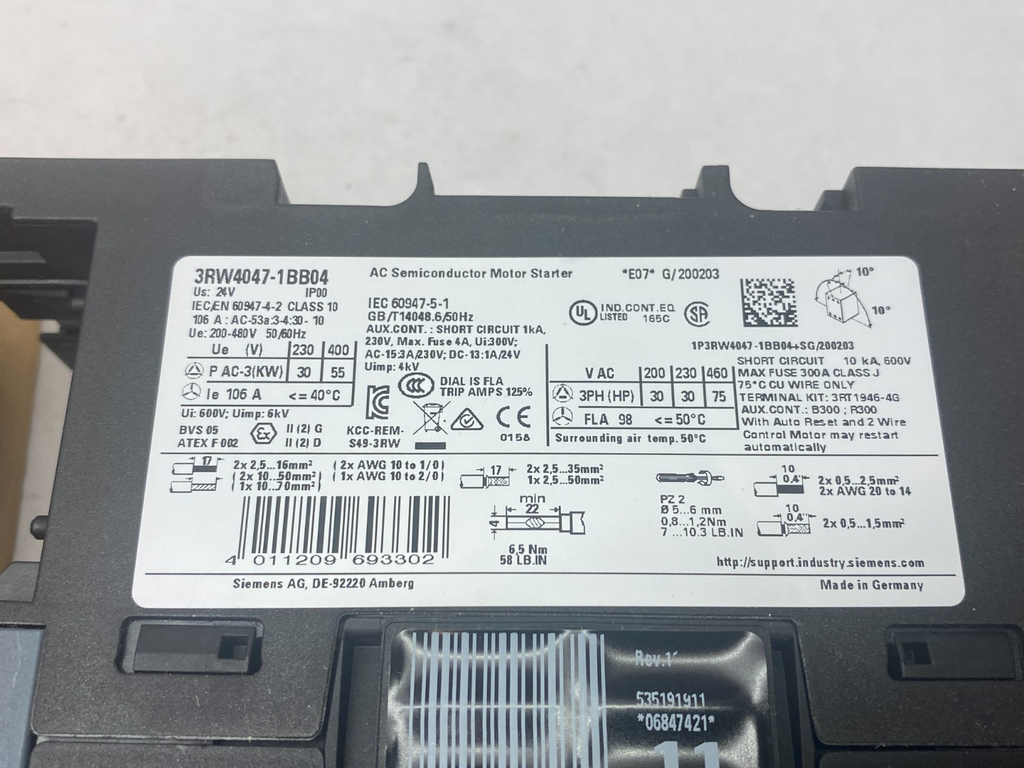 3RW4047-1BB04
Us: 24V IP00
IEC/EN 60947-4-2 CLASS 10
106 A : AC-53a:3-4:30- 10
Ue: 200-480V 50/60Hz
Ue (V) 230 400
P AC-3(KW) 30 55
Ie 106 A <=40°C
Ui: 600V; Uimp: 6kV
BVS 05
ATEX F 002
Ex
II (2) G
II (2) D
AC Semiconductor Motor Starter
IEC 60947-5-1
GB/T14048.6,50Hz
AUX.CONT.: SHORT CIRCUIT 1kA,
230V, Max. Fuse 4A, Ui:300V;
AC-15:3A/230V; DC-13:1A/24V
Uimp: 4kV
CCC
DIAL IS FLA
TRIP AMPS 125%
KCC-REM-
S49-3RW
CE
0158
*E07* G/200203
UL
LISTED
IND.CONT.EQ
165C
10°
10°
1P3RW4047-1BB04+SG/200203
V AC 200 230 460
3PH (HP) 30 30 75
FLA 98 <=50°C
Surrounding air temp. 50°C
SHORT CIRCUIT 10 kA, 600V
MAX FUSE 300A CLASS J
75°C CU WIRE ONLY
TERMINAL KIT: 3RT1946-4G
AUX.CONT.: B300 ; R300
With Auto Reset and 2 Wire
Control Motor may restart
automatically
17
2x 2,5...16mm² (2x AWG 10 to 1/0)
(2x 10...50mm²) (1x AWG 10 to 2/0)
(1x 10...70mm²)
17
2x 2,5...35mm²
1x 2,5...50mm²
min
22
4
6,5 Nm
58 LB.IN
PZ 2
Ø 5...6 mm
0,8...1,2Nm
7 ...10.3 LB.IN
10
0.4"
2x 0,5...2,5mm²
2x AWG 20 to 14
10
0.4"
2x 0,5...1,5mm²
4 011209 693302
http://support.industry.siemens.com
Siemens AG, DE-92220 Amberg
Made in Germany
535191911
*06847421*
11